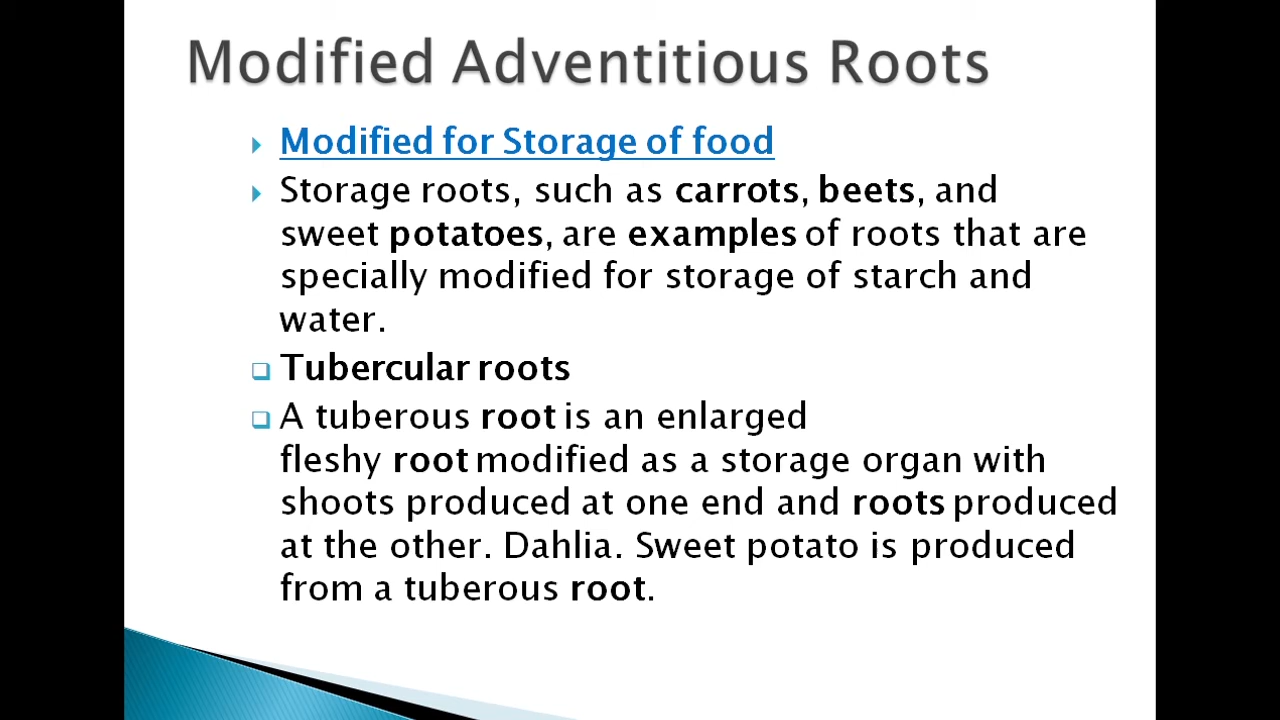 Modified Adventitious Roots
Modified for Storage of food
Storage roots, such as carrots, beets, and
sweet potatoes, are examples of roots that are
specially modified for storage of starch and
water.
Tubercular roots
A tuberous root is an enlarged
fleshy root modified as a storage organ with
shoots produced at one end and roots produced
at the other. Dahlia. Sweet potato is produced
from a tuberous root.